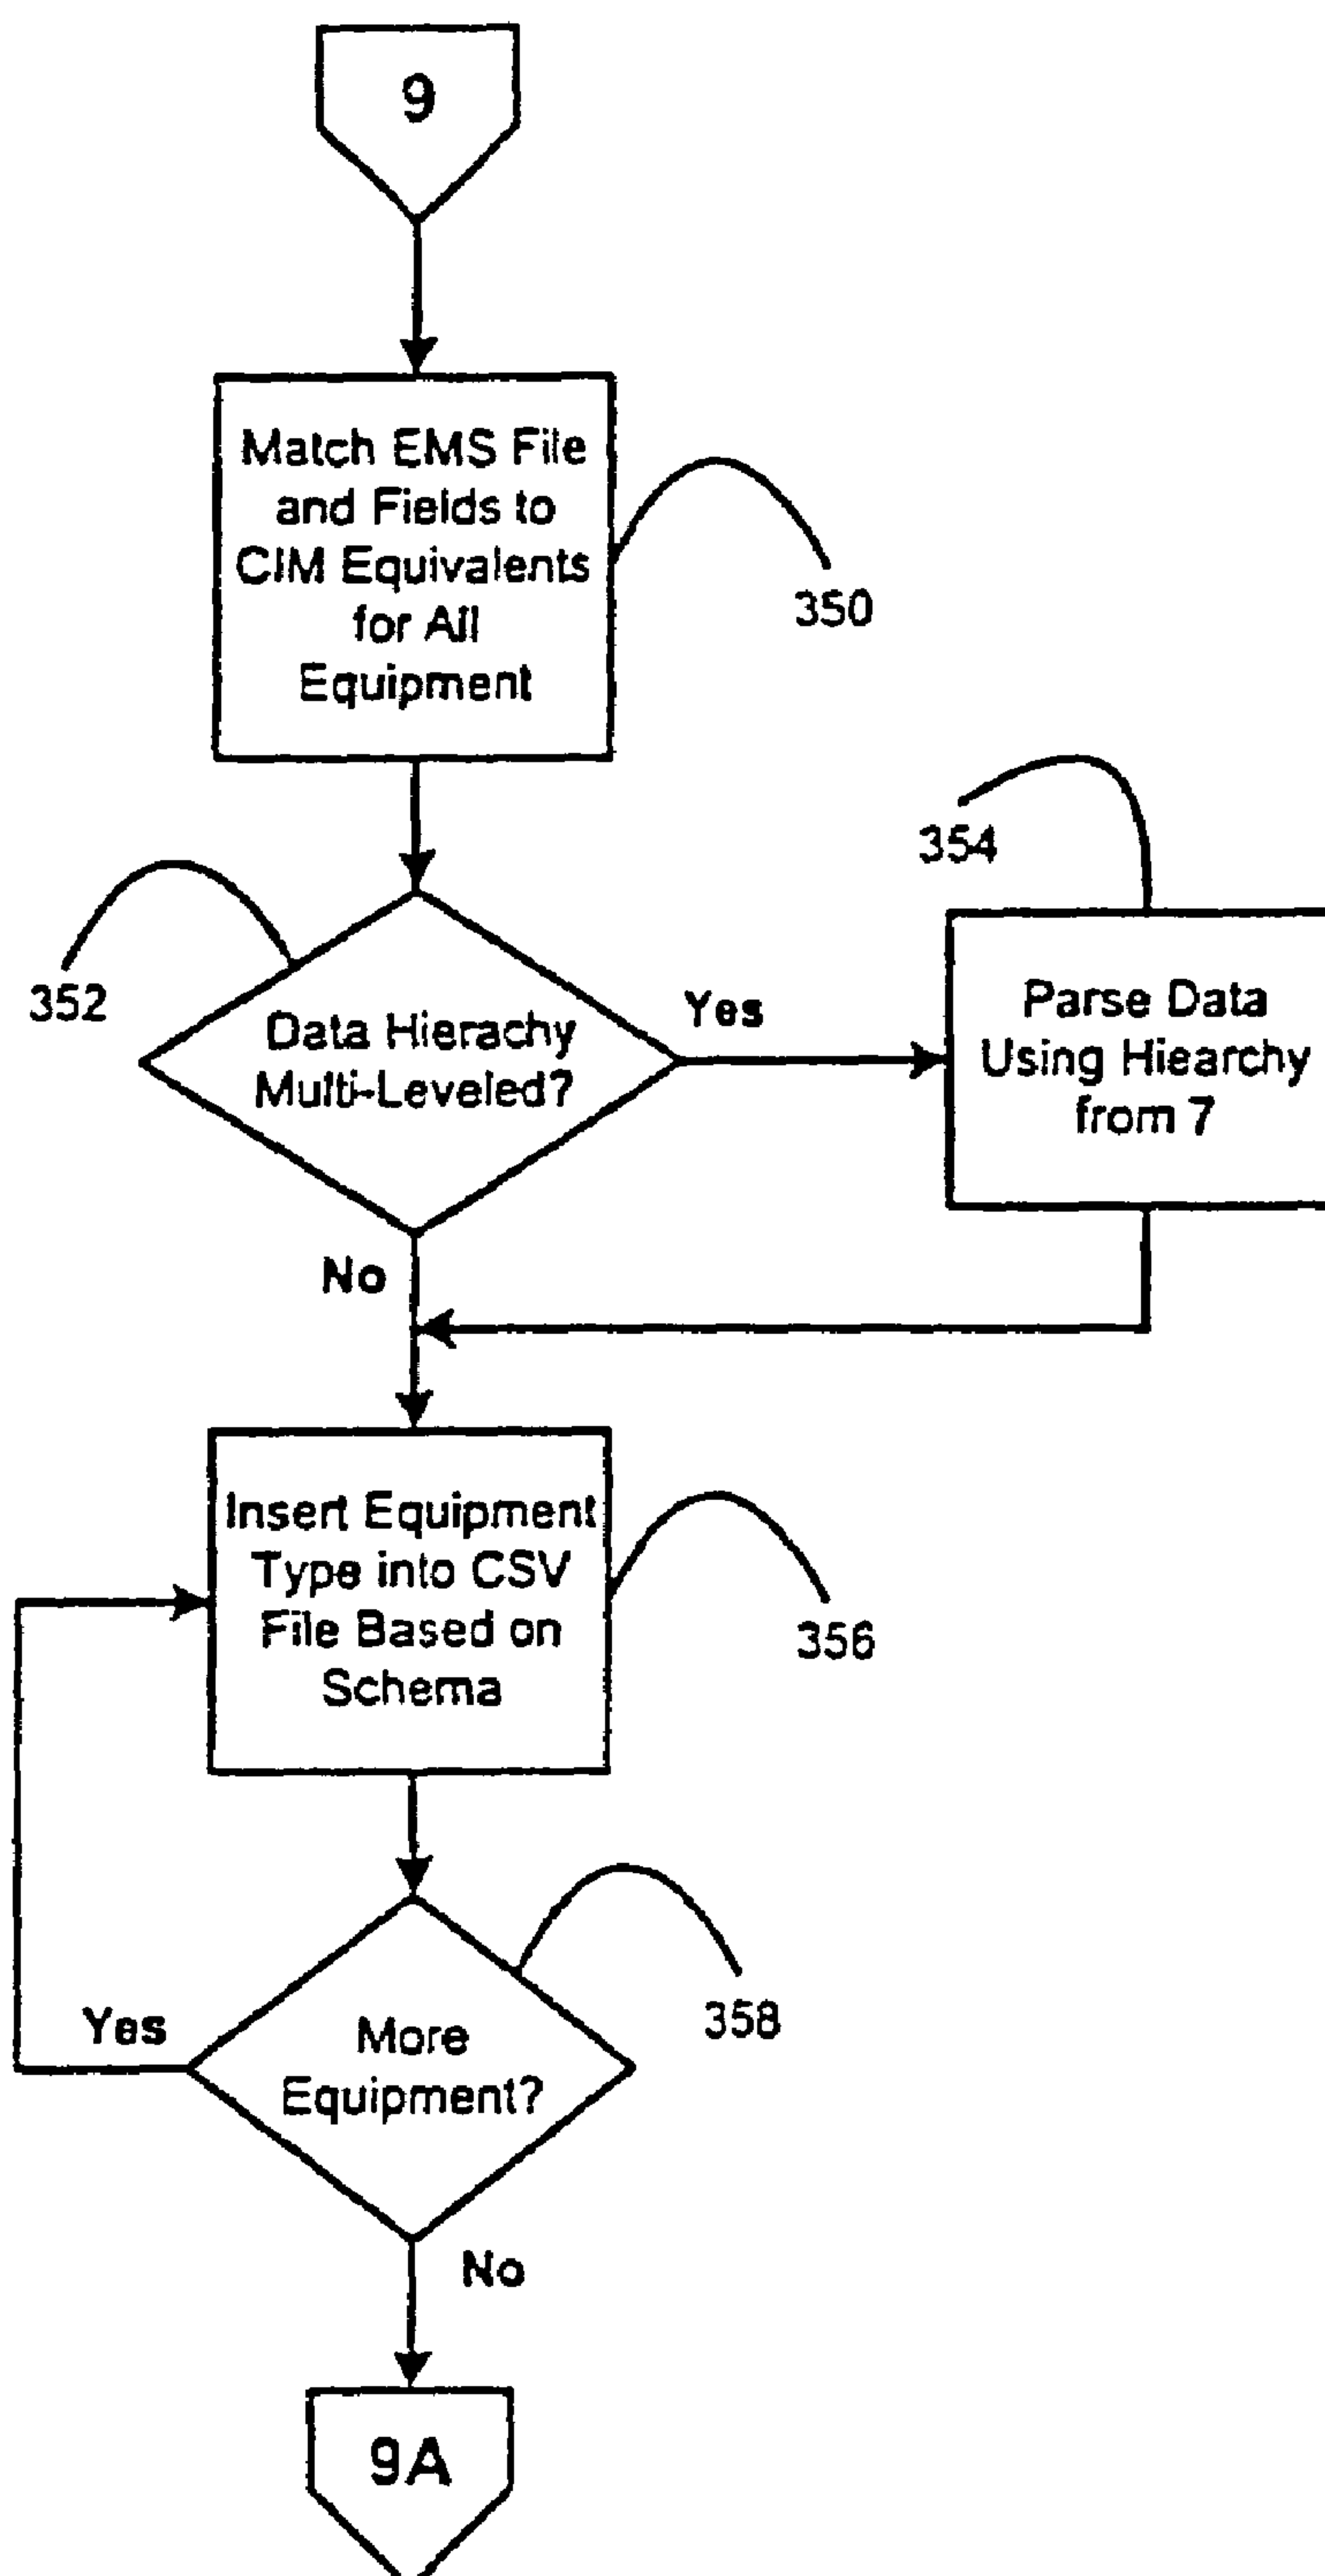 9
Match EMS File
and Fields to
CIM Equivalents
for All
Equipment
350
354
352
Data Hierachy
Multi-Leveled?
Yes
Parse Data
Using Hiearchy
from 7
No
Insert Equipment
Type into CSV
File Based on
Schema
356
358
Yes
More
Equipment?
No
9A